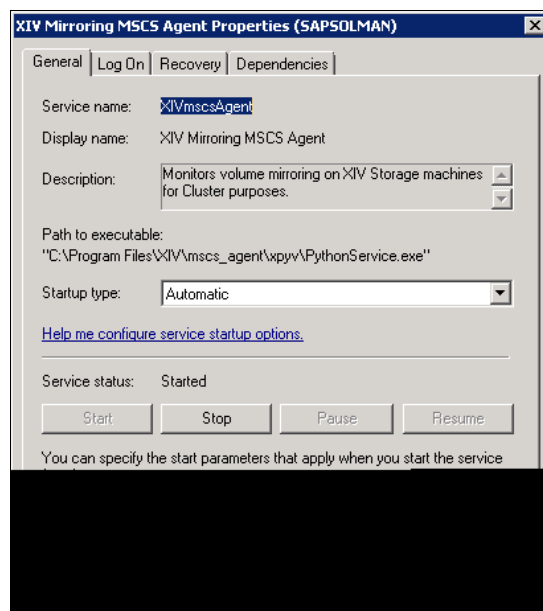 XIV Mirroring MSCS Agent Properties (SAPSOLMAN)
General Log On Recovery Dependencies
Service name: XIVmscsAgent
Display name: XIV Mirroring MSCS Agent
Description: Monitors volume mirroring on XIV Storage machines
for Cluster purposes.
Path to executable:
"C:\Program Files\XIV\mscs_agent\xpyv\PythonService.exe"
Startup type: Automatic
Help me configure service startup options.
Service status: Started
Start Stop Pause Resume
You can specify the start parameters that apply when you start the service